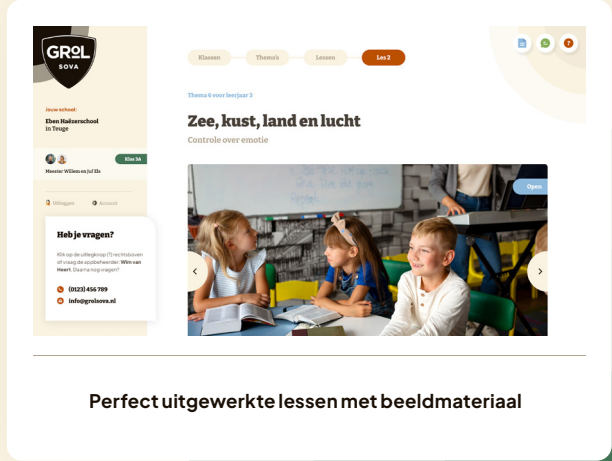 GROL
SOVA
Jouw school:
Eben Haëzerschool
in Teuge
Klas 3A
Meester Willem en Juf Els
Uitloggen
Account
Heb je vragen?
Klik op de uitlegknop (?) rechtsboven
of vraag de appbeheerder: Wim van
Heert. Daarna nog vragen?
(0123) 456 789
info@grolsova.nl
Klassen
Thema's
Lessen
Les 2
?
Thema 6 voor leerjaar 3
Zee, kust, land en lucht
Controle over emotie
Open
Perfect uitgewerkte lessen met beeldmateriaal